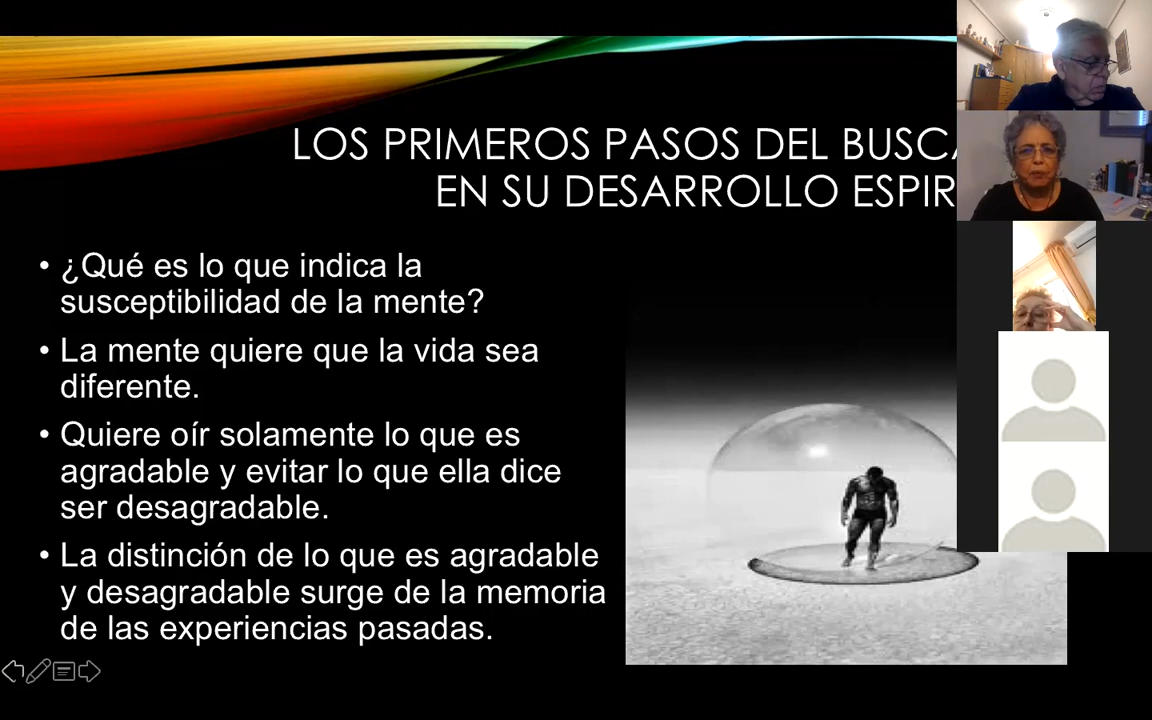 LOS PRIMEROS PASOS DEL
EN SU DESARROLLO
• ¿Qué es lo que indica la
susceptibilidad de la mente?
• La mente quiere que la vida sea
diferente.
• Quiere oír solamente lo que es
agradable y evitar lo que ella dice
ser desagradable.
• La distinción de lo que es agradable
y desagradable surge de la memoria
de las experiencias pasadas.